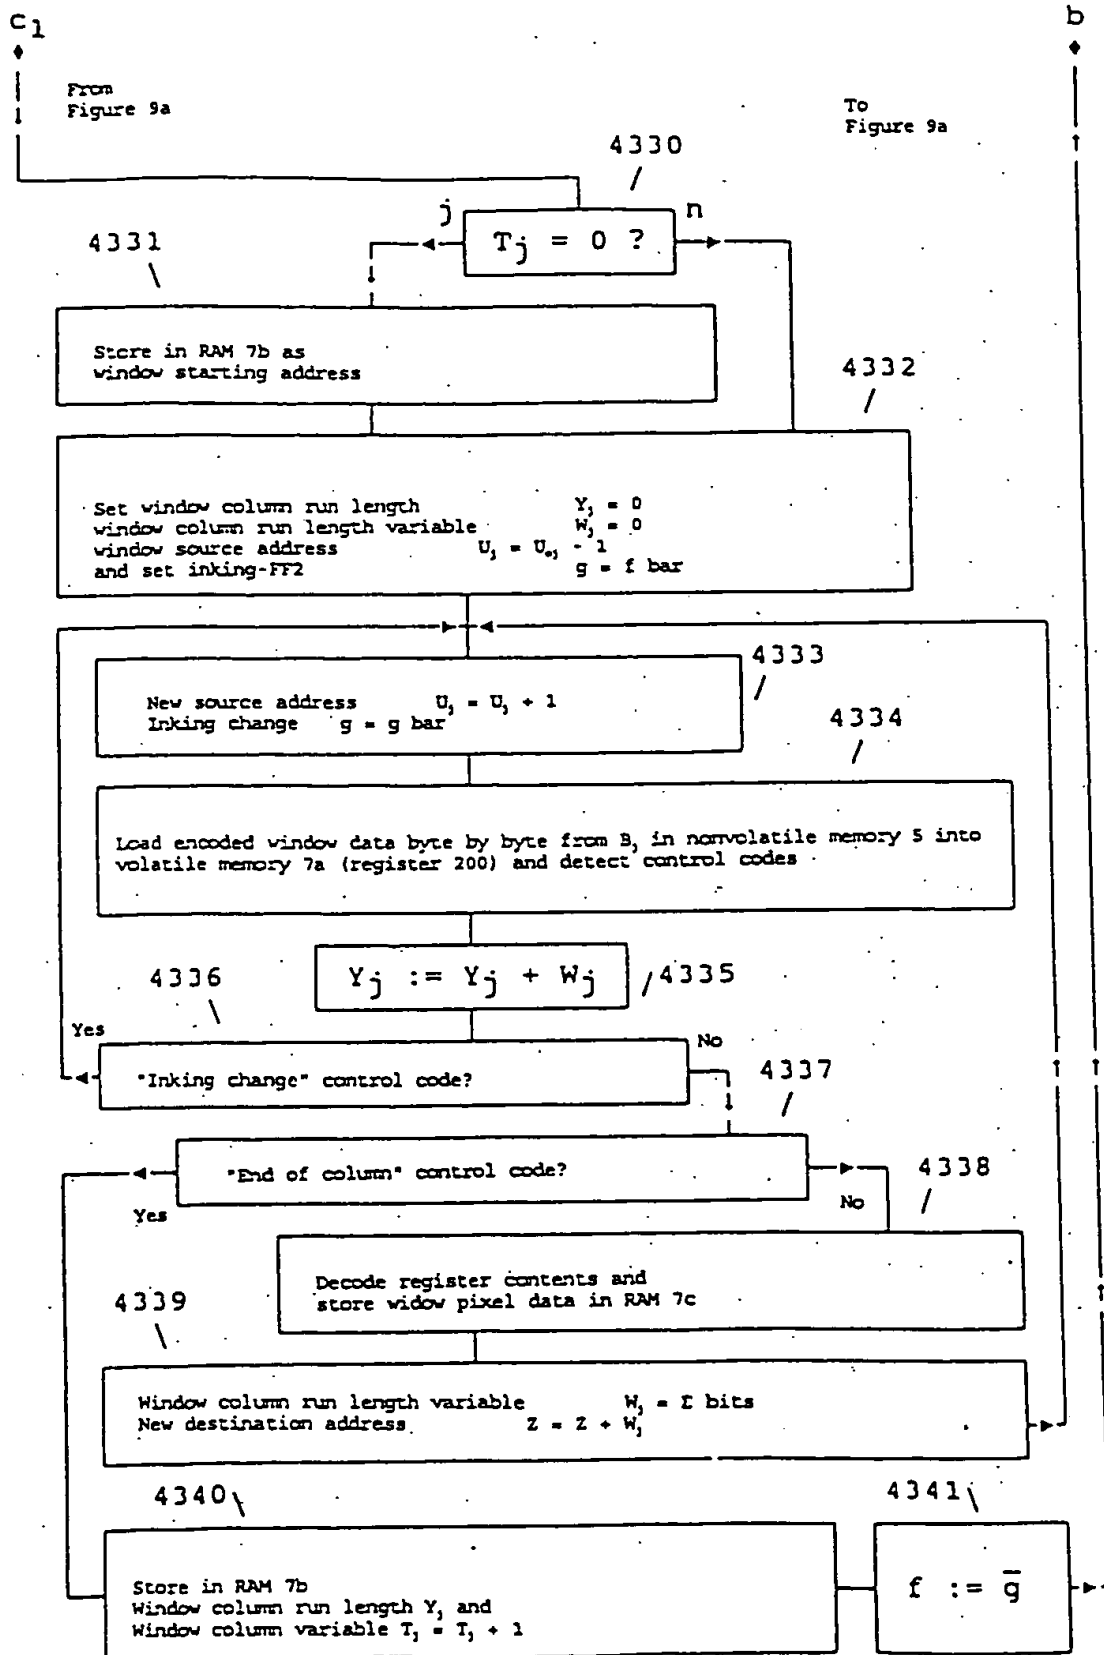 c1
b
From
Figure 9a
To
Figure 9a
4330
j
n
Tj = 0 ?
4331
Store in RAM 7b as
window starting address
4332
Set window column run length Yj = 0
window column run length variable Wj = 0
window source address Uj = Uoj - 1
and set inking-FF2 g = f bar
4333
New source address Uj = Uj + 1
Inking change g = g bar
4334
Load encoded window data byte by byte from Bj in nonvolatile memory 5 into
volatile memory 7a (register 200) and detect control codes
Yj := Yj + Wj
4335
4336
Yes
No
"Inking change" control code?
4337
"End of column" control code?
4338
Yes
No
Decode register contents and
store widow pixel data in RAM 7c
4339
Window column run length variable Wj = Σ bits
New destination address Z = Z + Wj
4340
4341
Store in RAM 7b
Window column run length Yj and
Window column variable Tj = Tj + 1
f := g̅